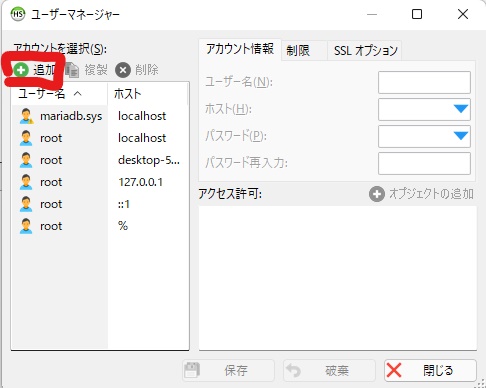 HS ユーザーマネージャー
アカウントを選択(S):
追加 複製 削除
ユーザー名 ホスト
mariadb.sys localhost
root localhost
root desktop-5...
root 127.0.0.1
root ::1
root %
アカウント情報 制限 SSL オプション
ユーザー名(N):
ホスト(H):
パスワード(P):
パスワード再入力:
アクセス許可: オブジェクトの追加
保存 破棄 閉じる